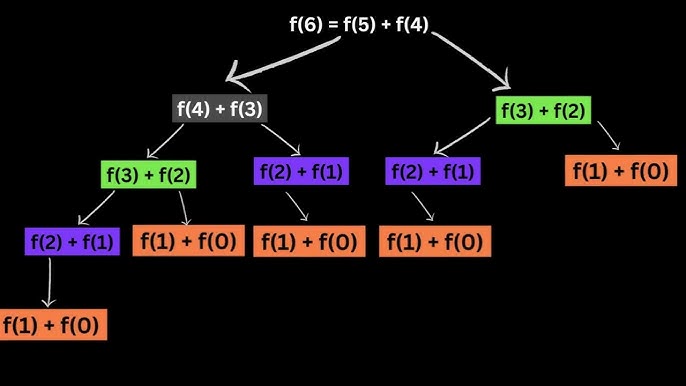 f(6) = f(5) + f(4)
f(4) + f(3)
f(3) + f(2)
f(3) + f(2)
f(2) + f(1)
f(2) + f(1)
f(1) + f(0)
f(2) + f(1)
f(1) + f(0)
f(1) + f(0)
f(1) + f(0)
f(1) + f(0)